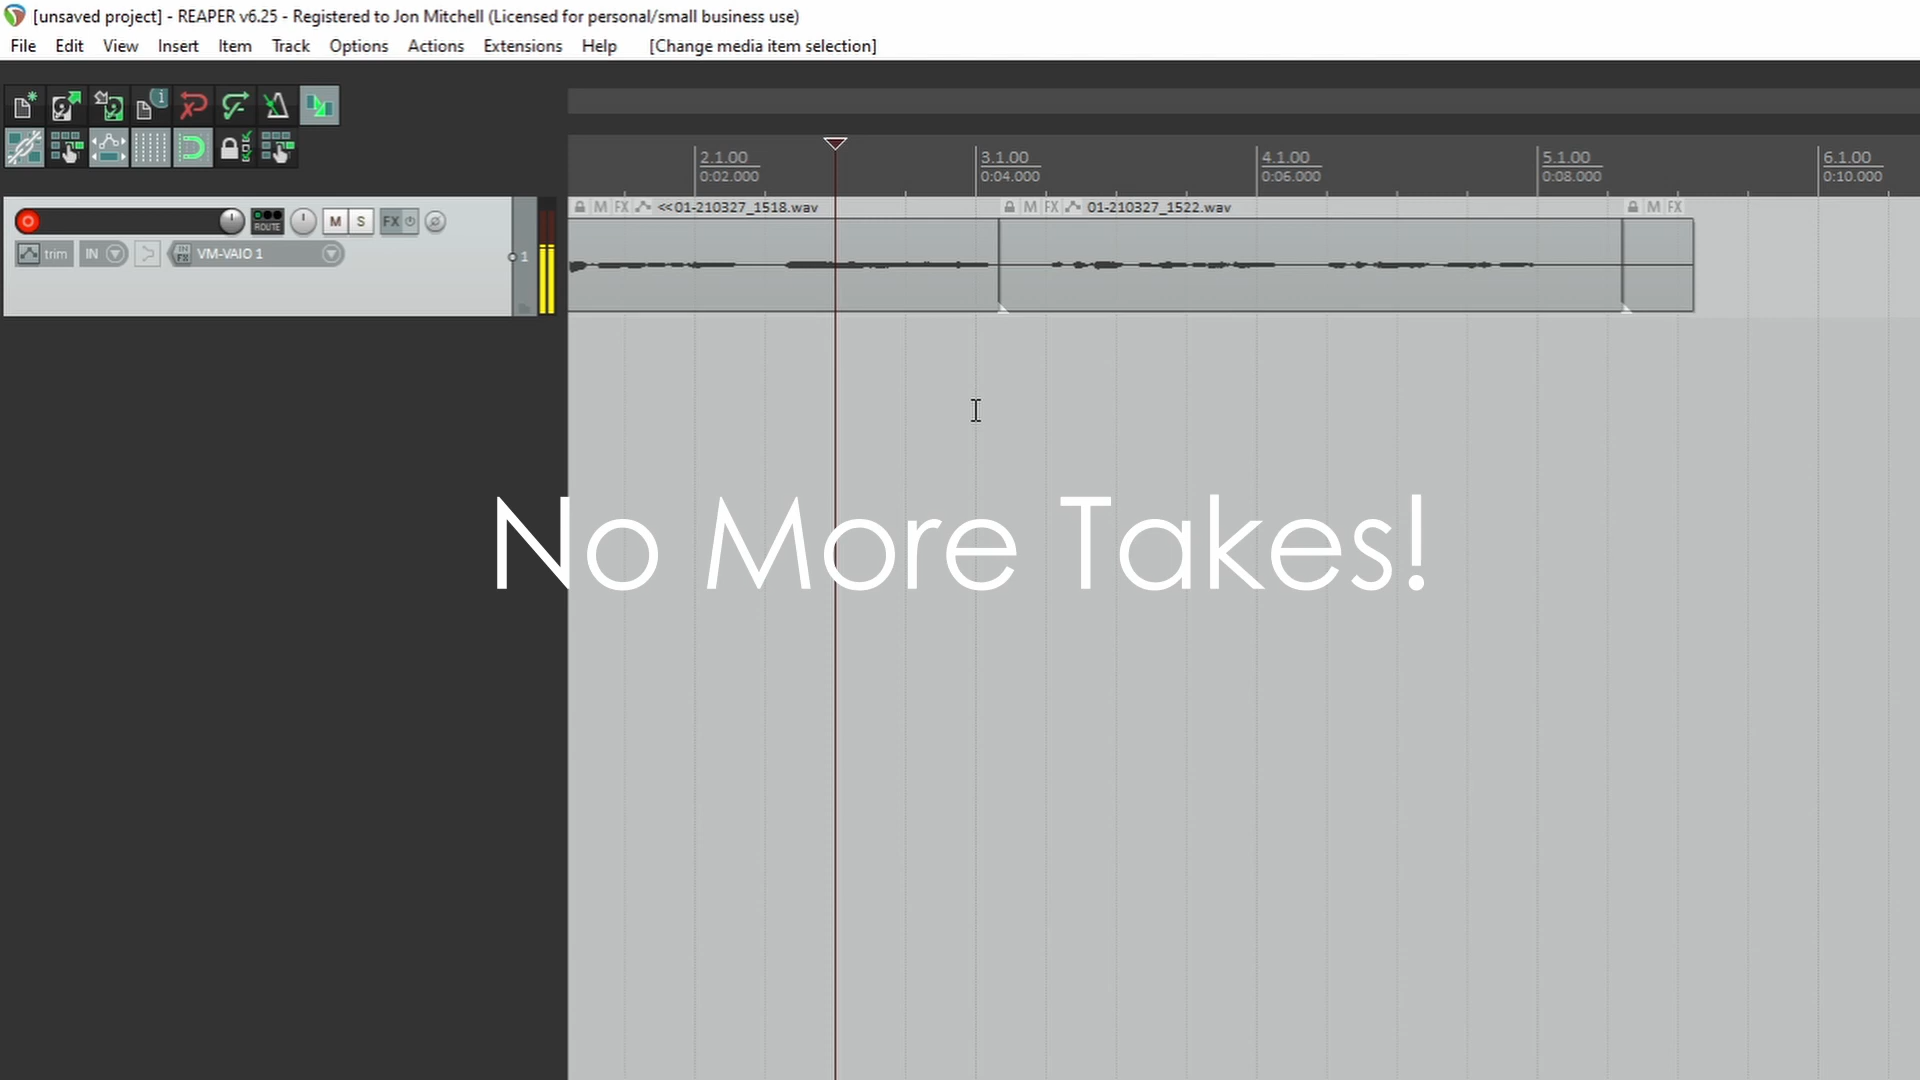 [unsaved project] - REAPER v6.25 - Registered to Jon Mitchell (Licensed for personal/small business use)
File Edit View Insert Item Track Options Actions Extensions Help [Change media item selection]
2.1.00 3.1.00 4.1.00 5.1.00 6.1.00
0:02.000 0:04.000 0:06.000 0:08.000 0:10.000
M FX <<01-210327_1518.wav M FX 01-210327_1522.wav M FX
ROUTE M S FX
trim IN IN FX VM-VAIO 1 1
No More Takes!